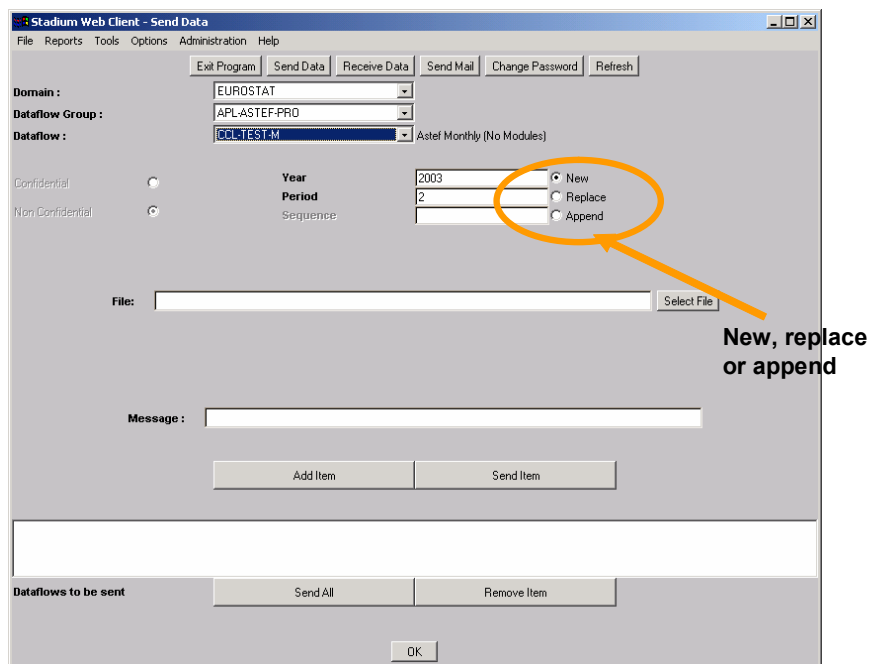 Stadium Web Client - Send Data
File Reports Tools Options Administration Help
Exit Program Send Data Receive Data Send Mail Change Password Refresh
Domain : EUROSTAT
Dataflow Group : APL-ASTEF-PRO
Dataflow : CCL-TEST-M Astef Monthly (No Modules)
Confidential Year 2003 New
Period 2 Replace
Non Confidential Sequence Append
File: Select File
New, replace
or append
Message :
Add Item Send Item
Dataflows to be sent Send All Remove Item
OK